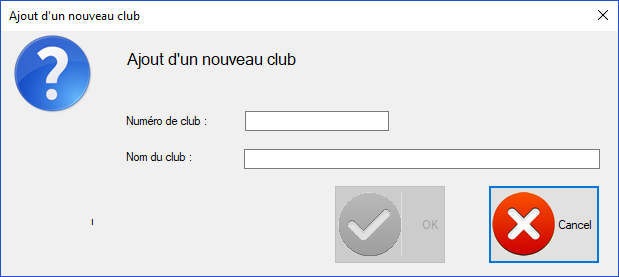 Ajout d'un nouveau club
Ajout d'un nouveau club
Numéro de club :
Nom du club :
OK
Cancel